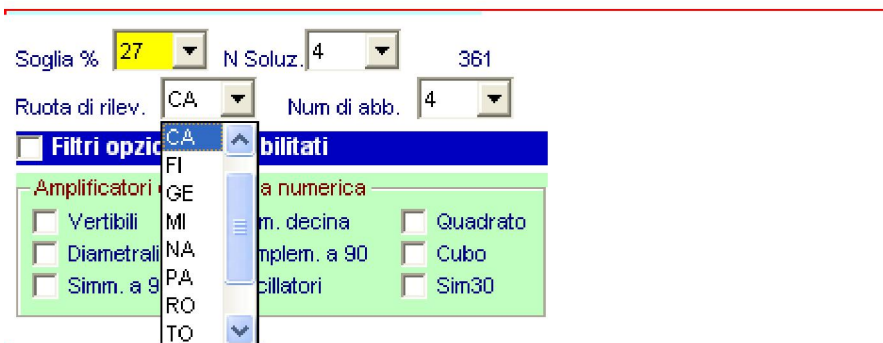 Soglia % 27 N Soluz. 4 361
Ruota di rilev. CA Num di abb. 4
CA
FI
GE
MI
NA
PA
RO
TO
Filtri opzio bilitati
Amplificatori a numerica
Vertibili m. decina Quadrato
Diametrali mplem. a 90 Cubo
Simm. a 9 cillatori Sim30